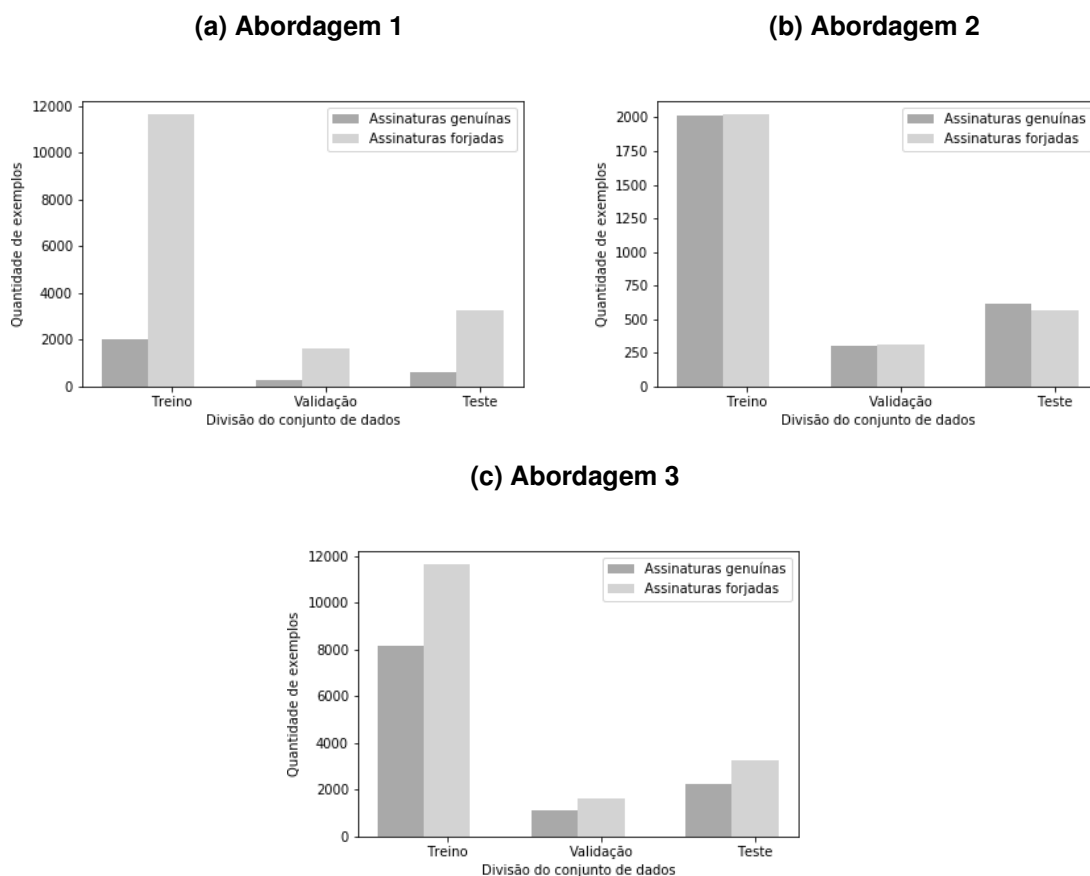 (a) Abordagem 1
12000
10000
8000
6000
4000
2000
0
Quantidade de exemplos
Assinaturas genuínas
Assinaturas forjadas
Treino
Validação
Teste
Divisão do conjunto de dados
(b) Abordagem 2
2000
1750
1500
1250
1000
750
500
250
0
Quantidade de exemplos
Assinaturas genuínas
Assinaturas forjadas
Treino
Validação
Teste
Divisão do conjunto de dados
(c) Abordagem 3
12000
10000
8000
6000
4000
2000
0
Quantidade de exemplos
Assinaturas genuínas
Assinaturas forjadas
Treino
Validação
Teste
Divisão do conjunto de dados